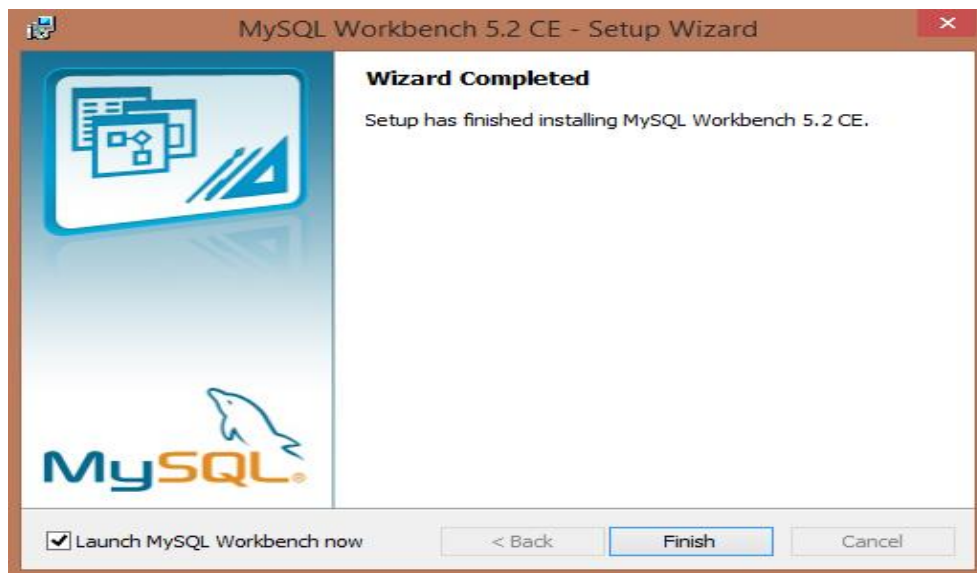 MySQL Workbench 5.2 CE - Setup Wizard
Wizard Completed
Setup has finished installing MySQL Workbench 5.2 CE.
MySQL®
Launch MySQL Workbench now
< Back
Finish
Cancel